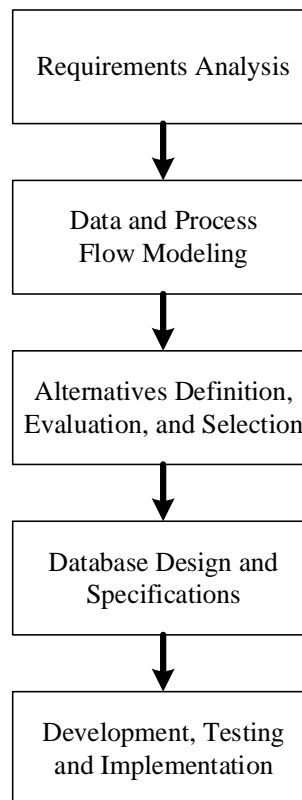 Requirements Analysis
Data and Process
Flow Modeling
Alternatives Definition,
Evaluation, and Selection
Database Design and
Specifications
Development, Testing
and Implementation